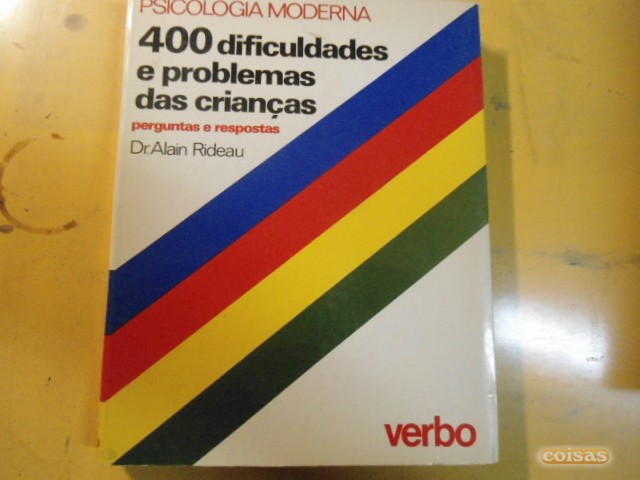 PSICOLOGIA MODERNA
400 dificuldades
e problemas
das crianças
perguntas e respostas
Dr. Alain Rideau
verbo
coisas